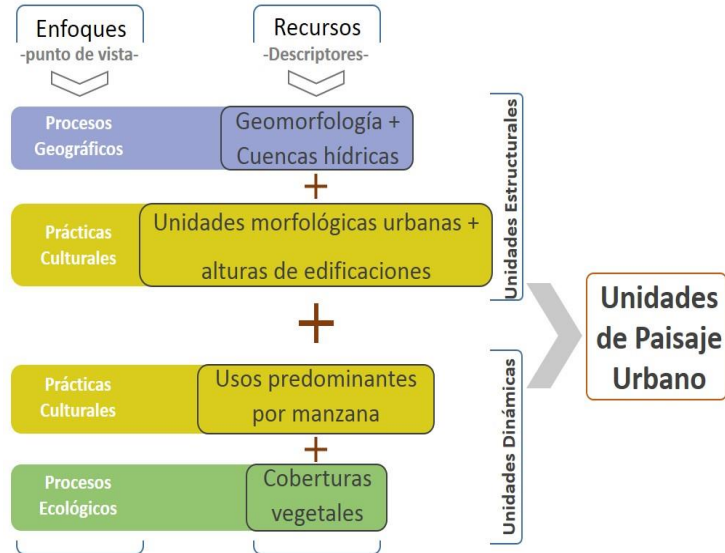 Enfoques
-punto de vista-
Recursos
-Descriptores-
Procesos
Geográficos
Geomorfología +
Cuencas hídricas
+
Prácticas
Culturales
Unidades morfológicas urbanas +
alturas de edificaciones
Unidades Estructurales
+
Prácticas
Culturales
Usos predominantes
por manzana
+
Procesos
Ecológicos
Coberturas
vegetales
Unidades Dinámicas
Unidades
de Paisaje
Urbano